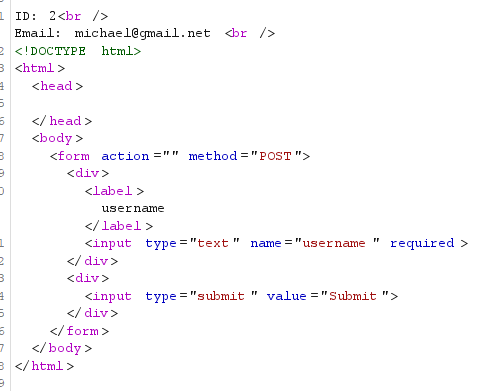 1 ID: 2<br />
Email: michael@gmail.net <br />
2 <!DOCTYPE html>
3 <html>
4 <head>
5
6 </head>
7 <body>
8 <form action="" method="POST">
9 <div>
0 <label>
username
</label>
1 <input type="text" name="username" required>
2 </div>
3 <div>
4 <input type="submit" value="Submit">
5 </div>
6 </form>
7 </body>
8 </html>
9